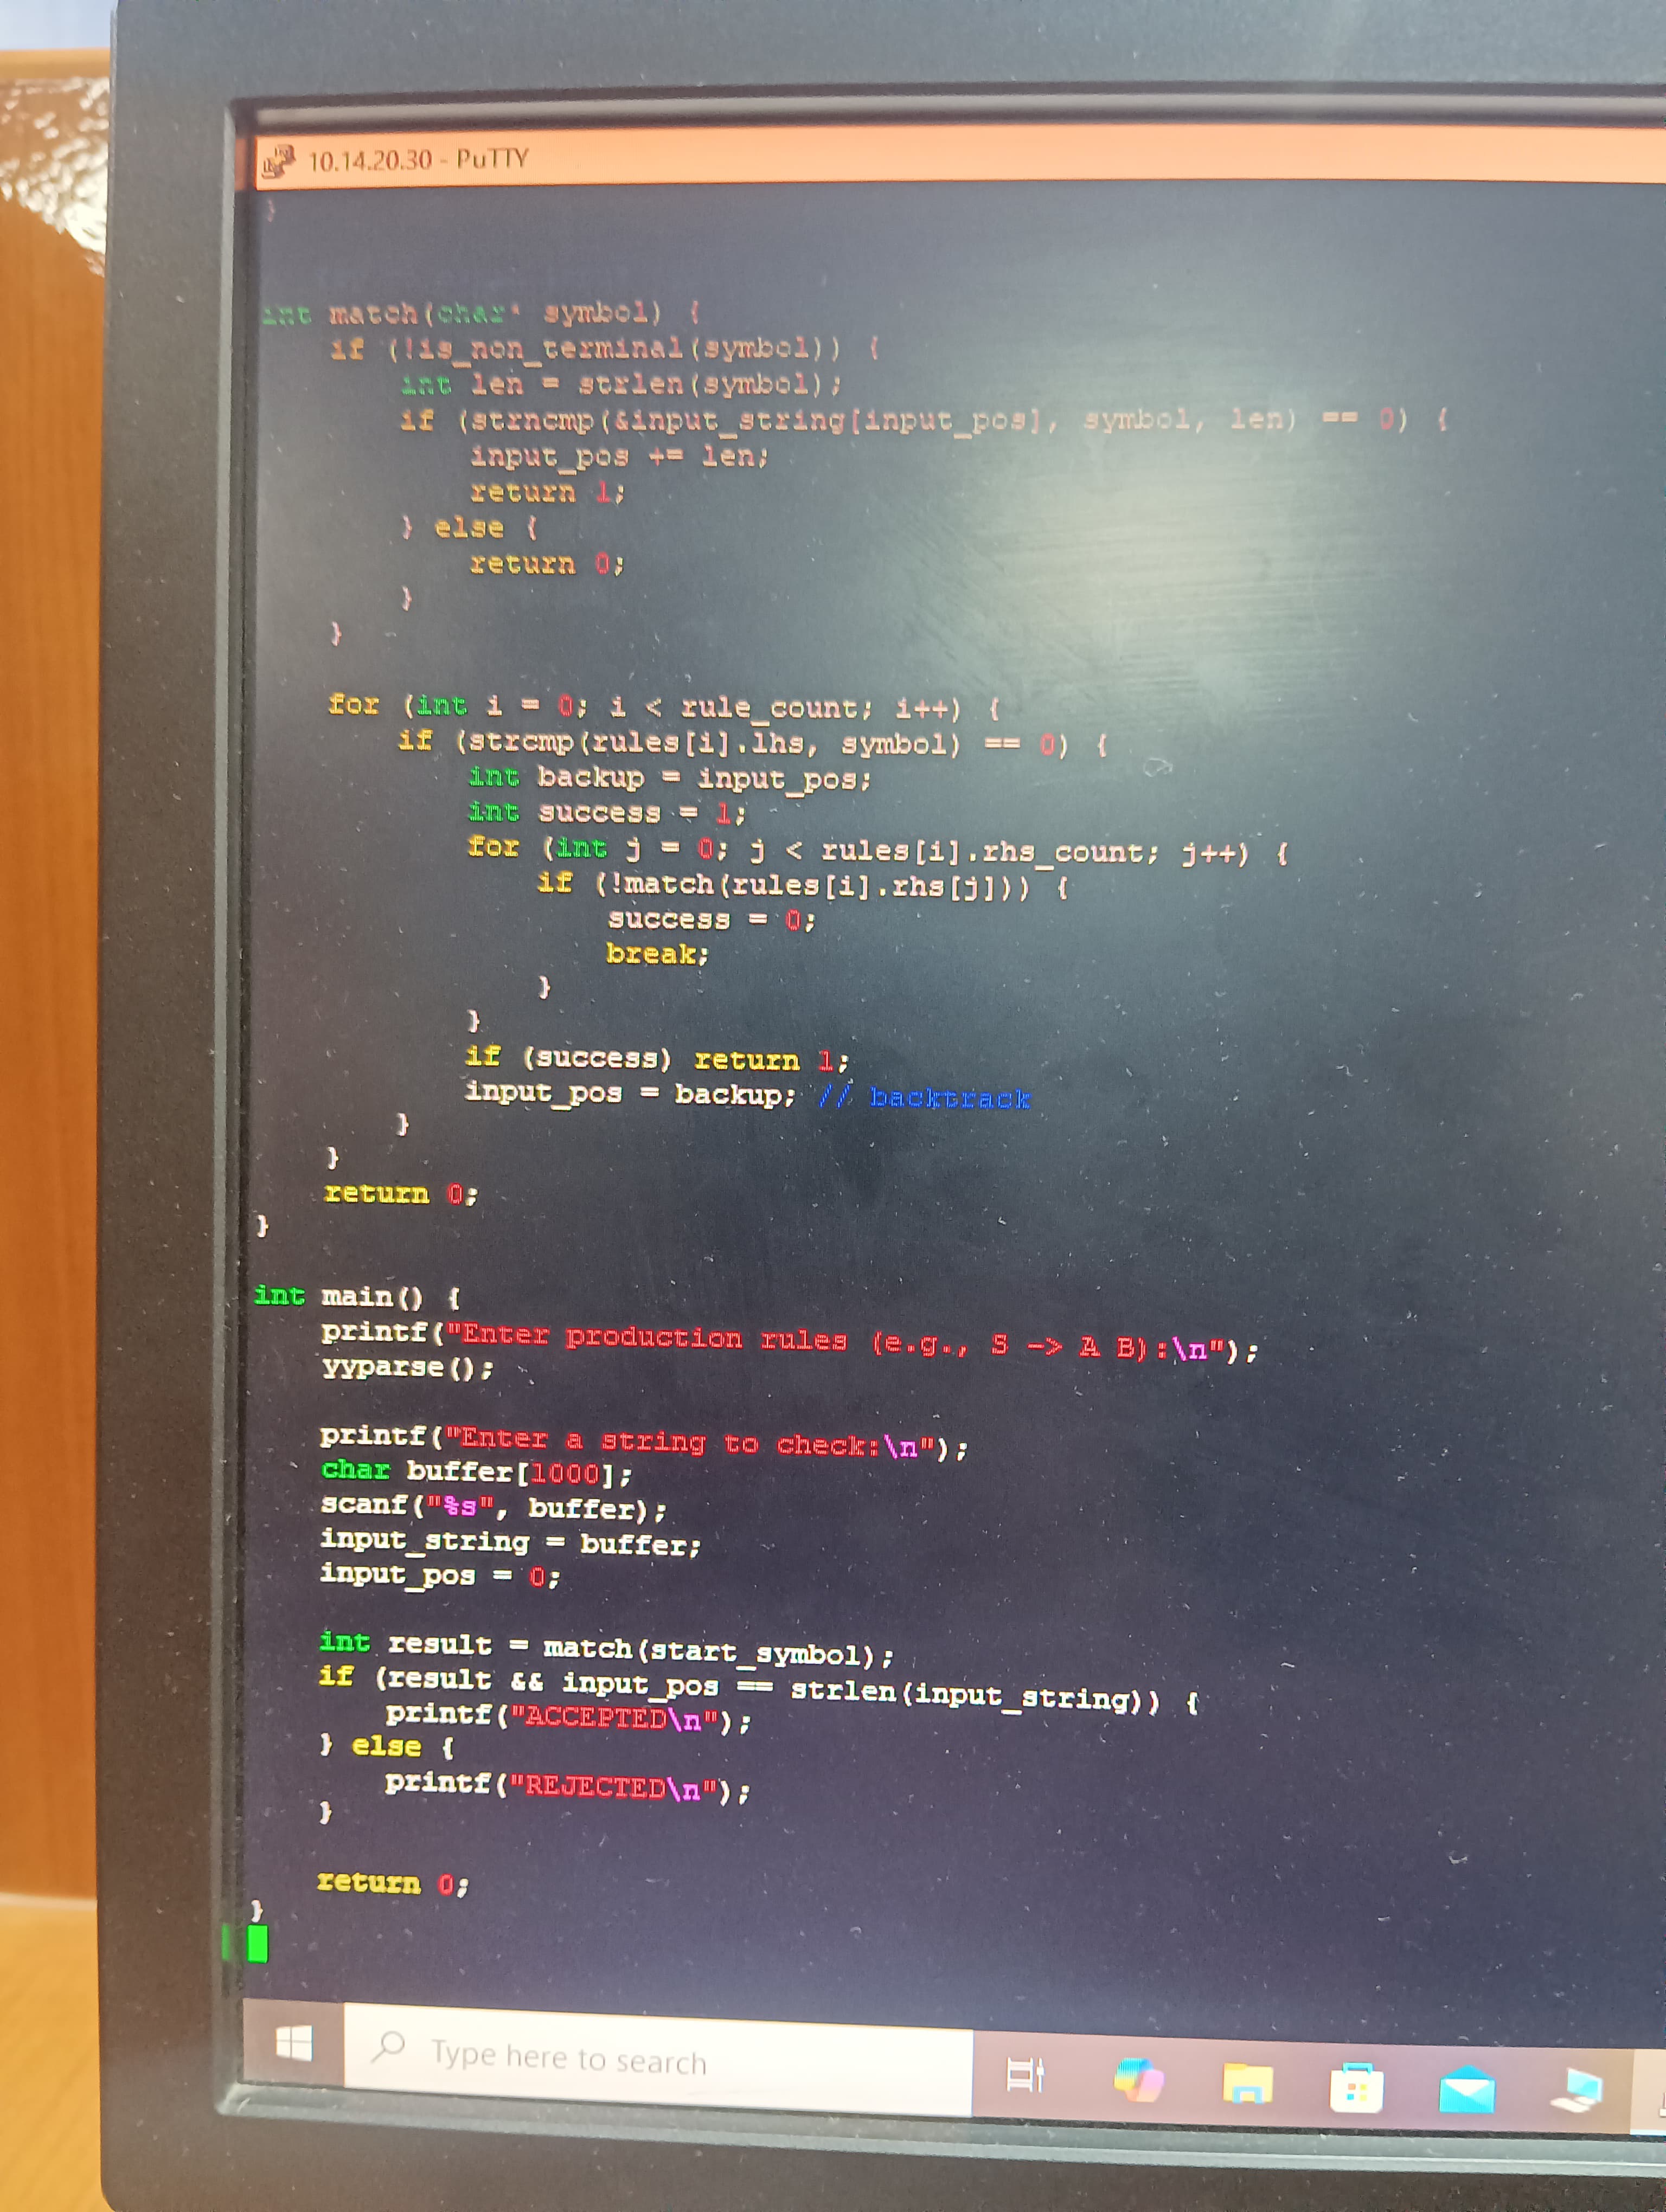 10.14.20.30 - PuTTY
}
int match(char* symbol) {
    if (!is_non_terminal(symbol)) {
        int len = strlen(symbol);
        if (strncmp(&input_string[input_pos], symbol, len) == 0) {
            input_pos += len;
            return 1;
        } else {
            return 0;
        }
    }
    for (int i = 0; i < rule_count; i++) {
        if (strcmp(rules[i].lhs, symbol) == 0) {
            int backup = input_pos;
            int success = 1;
            for (int j = 0; j < rules[i].rhs_count; j++) {
                if (!match(rules[i].rhs[j])) {
                    success = 0;
                    break;
                }
            }
            if (success) return 1;
            input_pos = backup; // backtrack
        }
    }
    return 0;
}
int main() {
    printf("Enter production rules (e.g., S -> A B):\n");
    yyparse();
    printf("Enter a string to check:\n");
    char buffer[1000];
    scanf("%s", buffer);
    input_string = buffer;
    input_pos = 0;
    int result = match(start_symbol);
    if (result && input_pos == strlen(input_string)) {
        printf("ACCEPTED\n");
    } else {
        printf("REJECTED\n");
    }
    return 0;
}
Type here to search